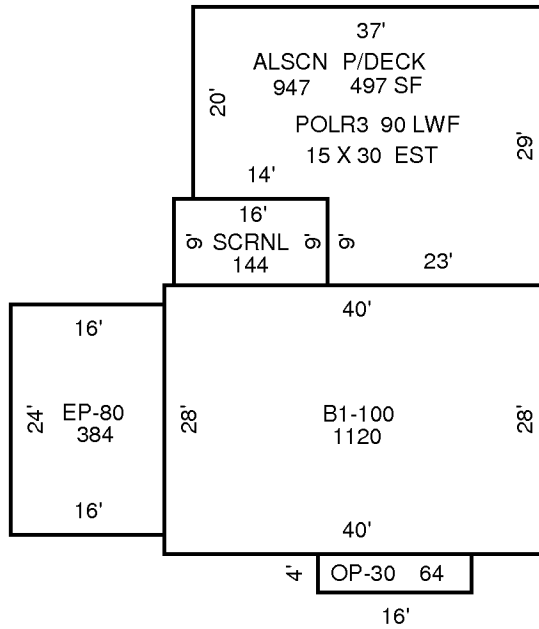 37'
ALSCN P/DECK
947 497 SF
20'
POLR3 90 LWF
15 X 30 EST
29'
14'
16'
9'
SCRNL
9'
9'
144
23'
40'
16'
24'
EP-80
384
28'
B1-100
1120
28'
16'
40'
4'
OP-30 64
16'